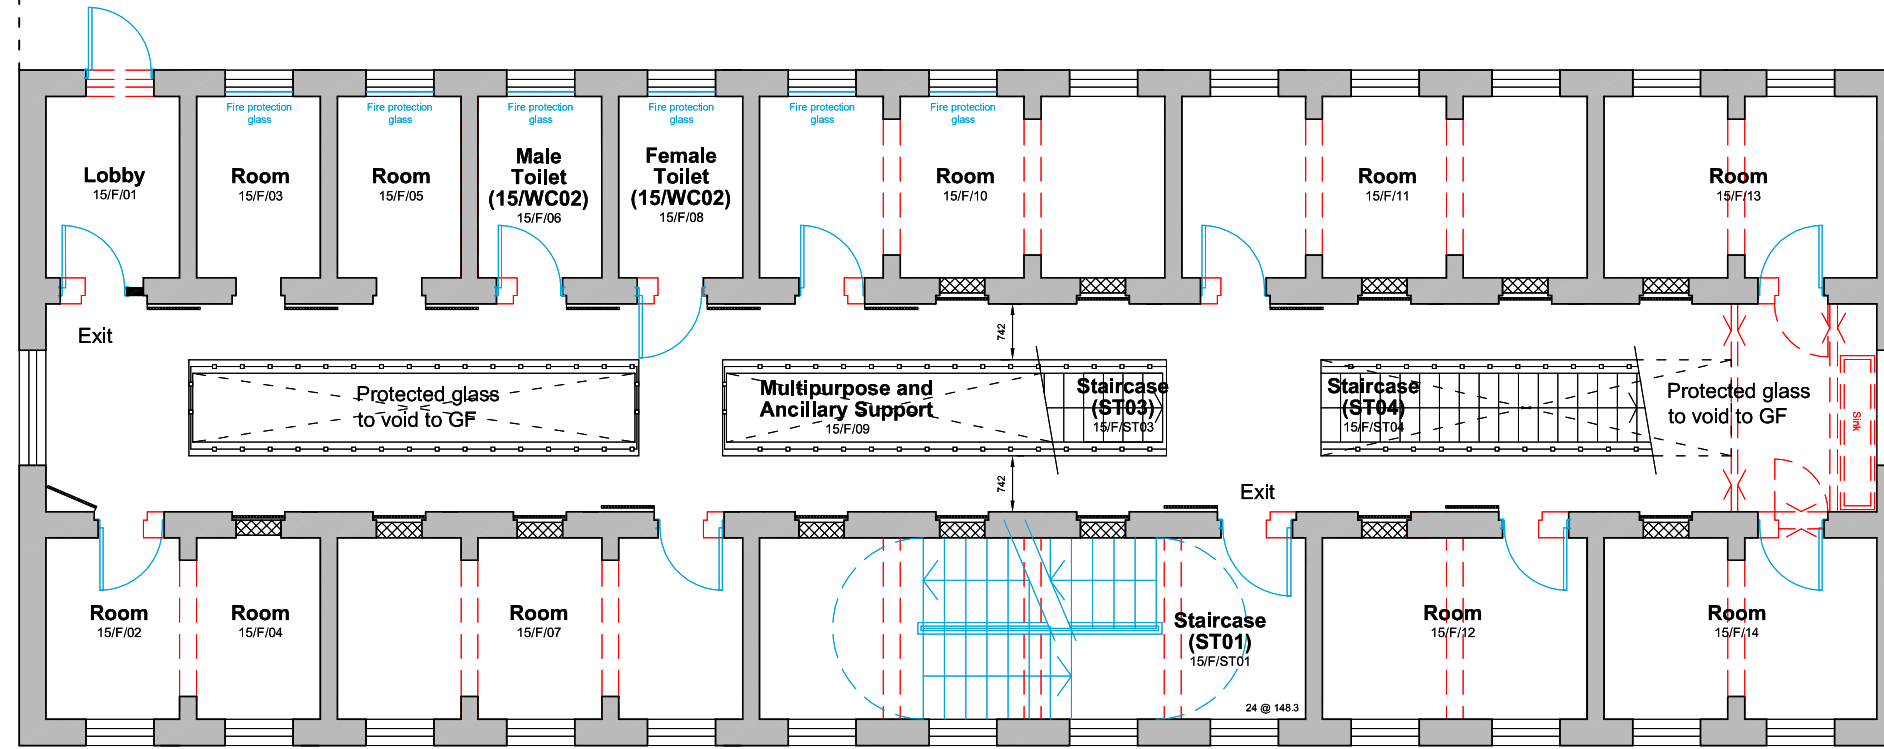 Fire protection
glass
Fire protection
glass
Fire protection
glass
Fire protection
glass
Fire protection
glass
Fire protection
glass
Lobby
15/F/01
Room
15/F/03
Room
15/F/05
Male
Toilet
(15/WC02)
15/F/06
Female
Toilet
(15/WC02)
15/F/08
Room
15/F/10
Room
15/F/11
Room
15/F/13
Exit
742
Protected glass
to void to GF
Multipurpose and
Ancillary Support
15/F/09
Staircase
(ST03)
15/F/ST03
Staircase
(ST04)
15/F/ST04
Protected glass
to void to GF
Sink
742
Exit
Room
15/F/02
Room
15/F/04
Room
15/F/07
Staircase
(ST01)
15/F/ST01
24 @ 148.3
Room
15/F/12
Room
15/F/14